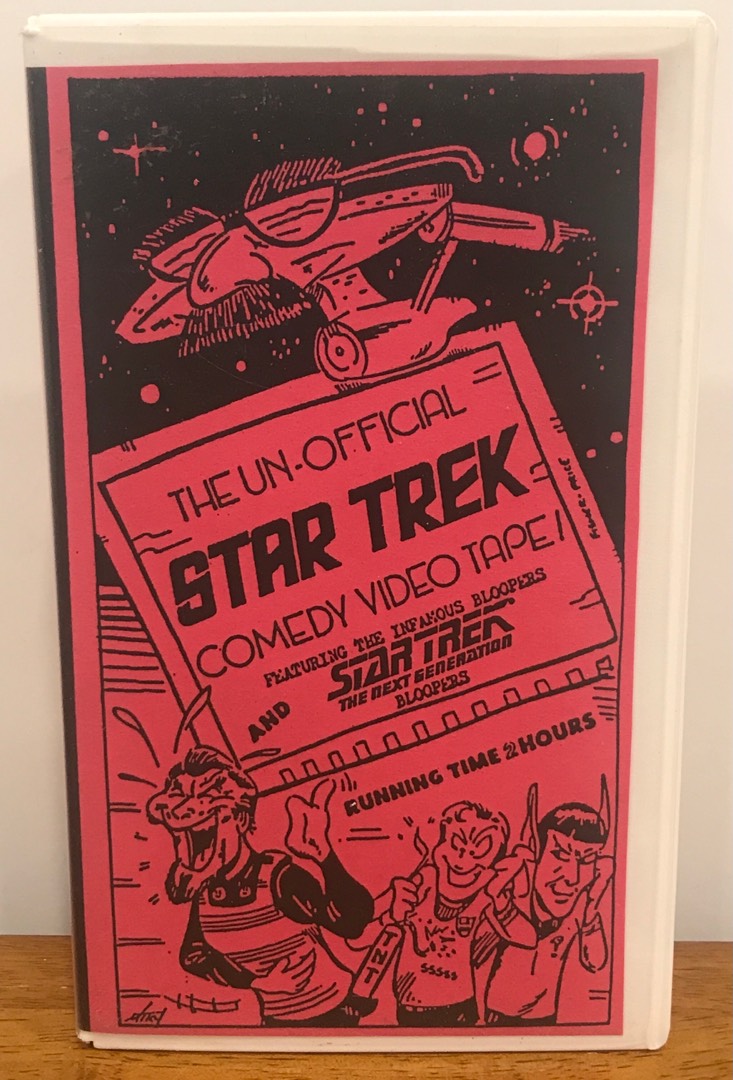 THE UN-OFFICIAL
STAR TREK
COMEDY VIDEO TAPE!
FEATURING THE INFAMOUS BLOOPERS
AND
STAR TREK
THE NEXT GENERATION
BLOOPERS
RUNNING TIME 2 HOURS
TNT
$$$$$